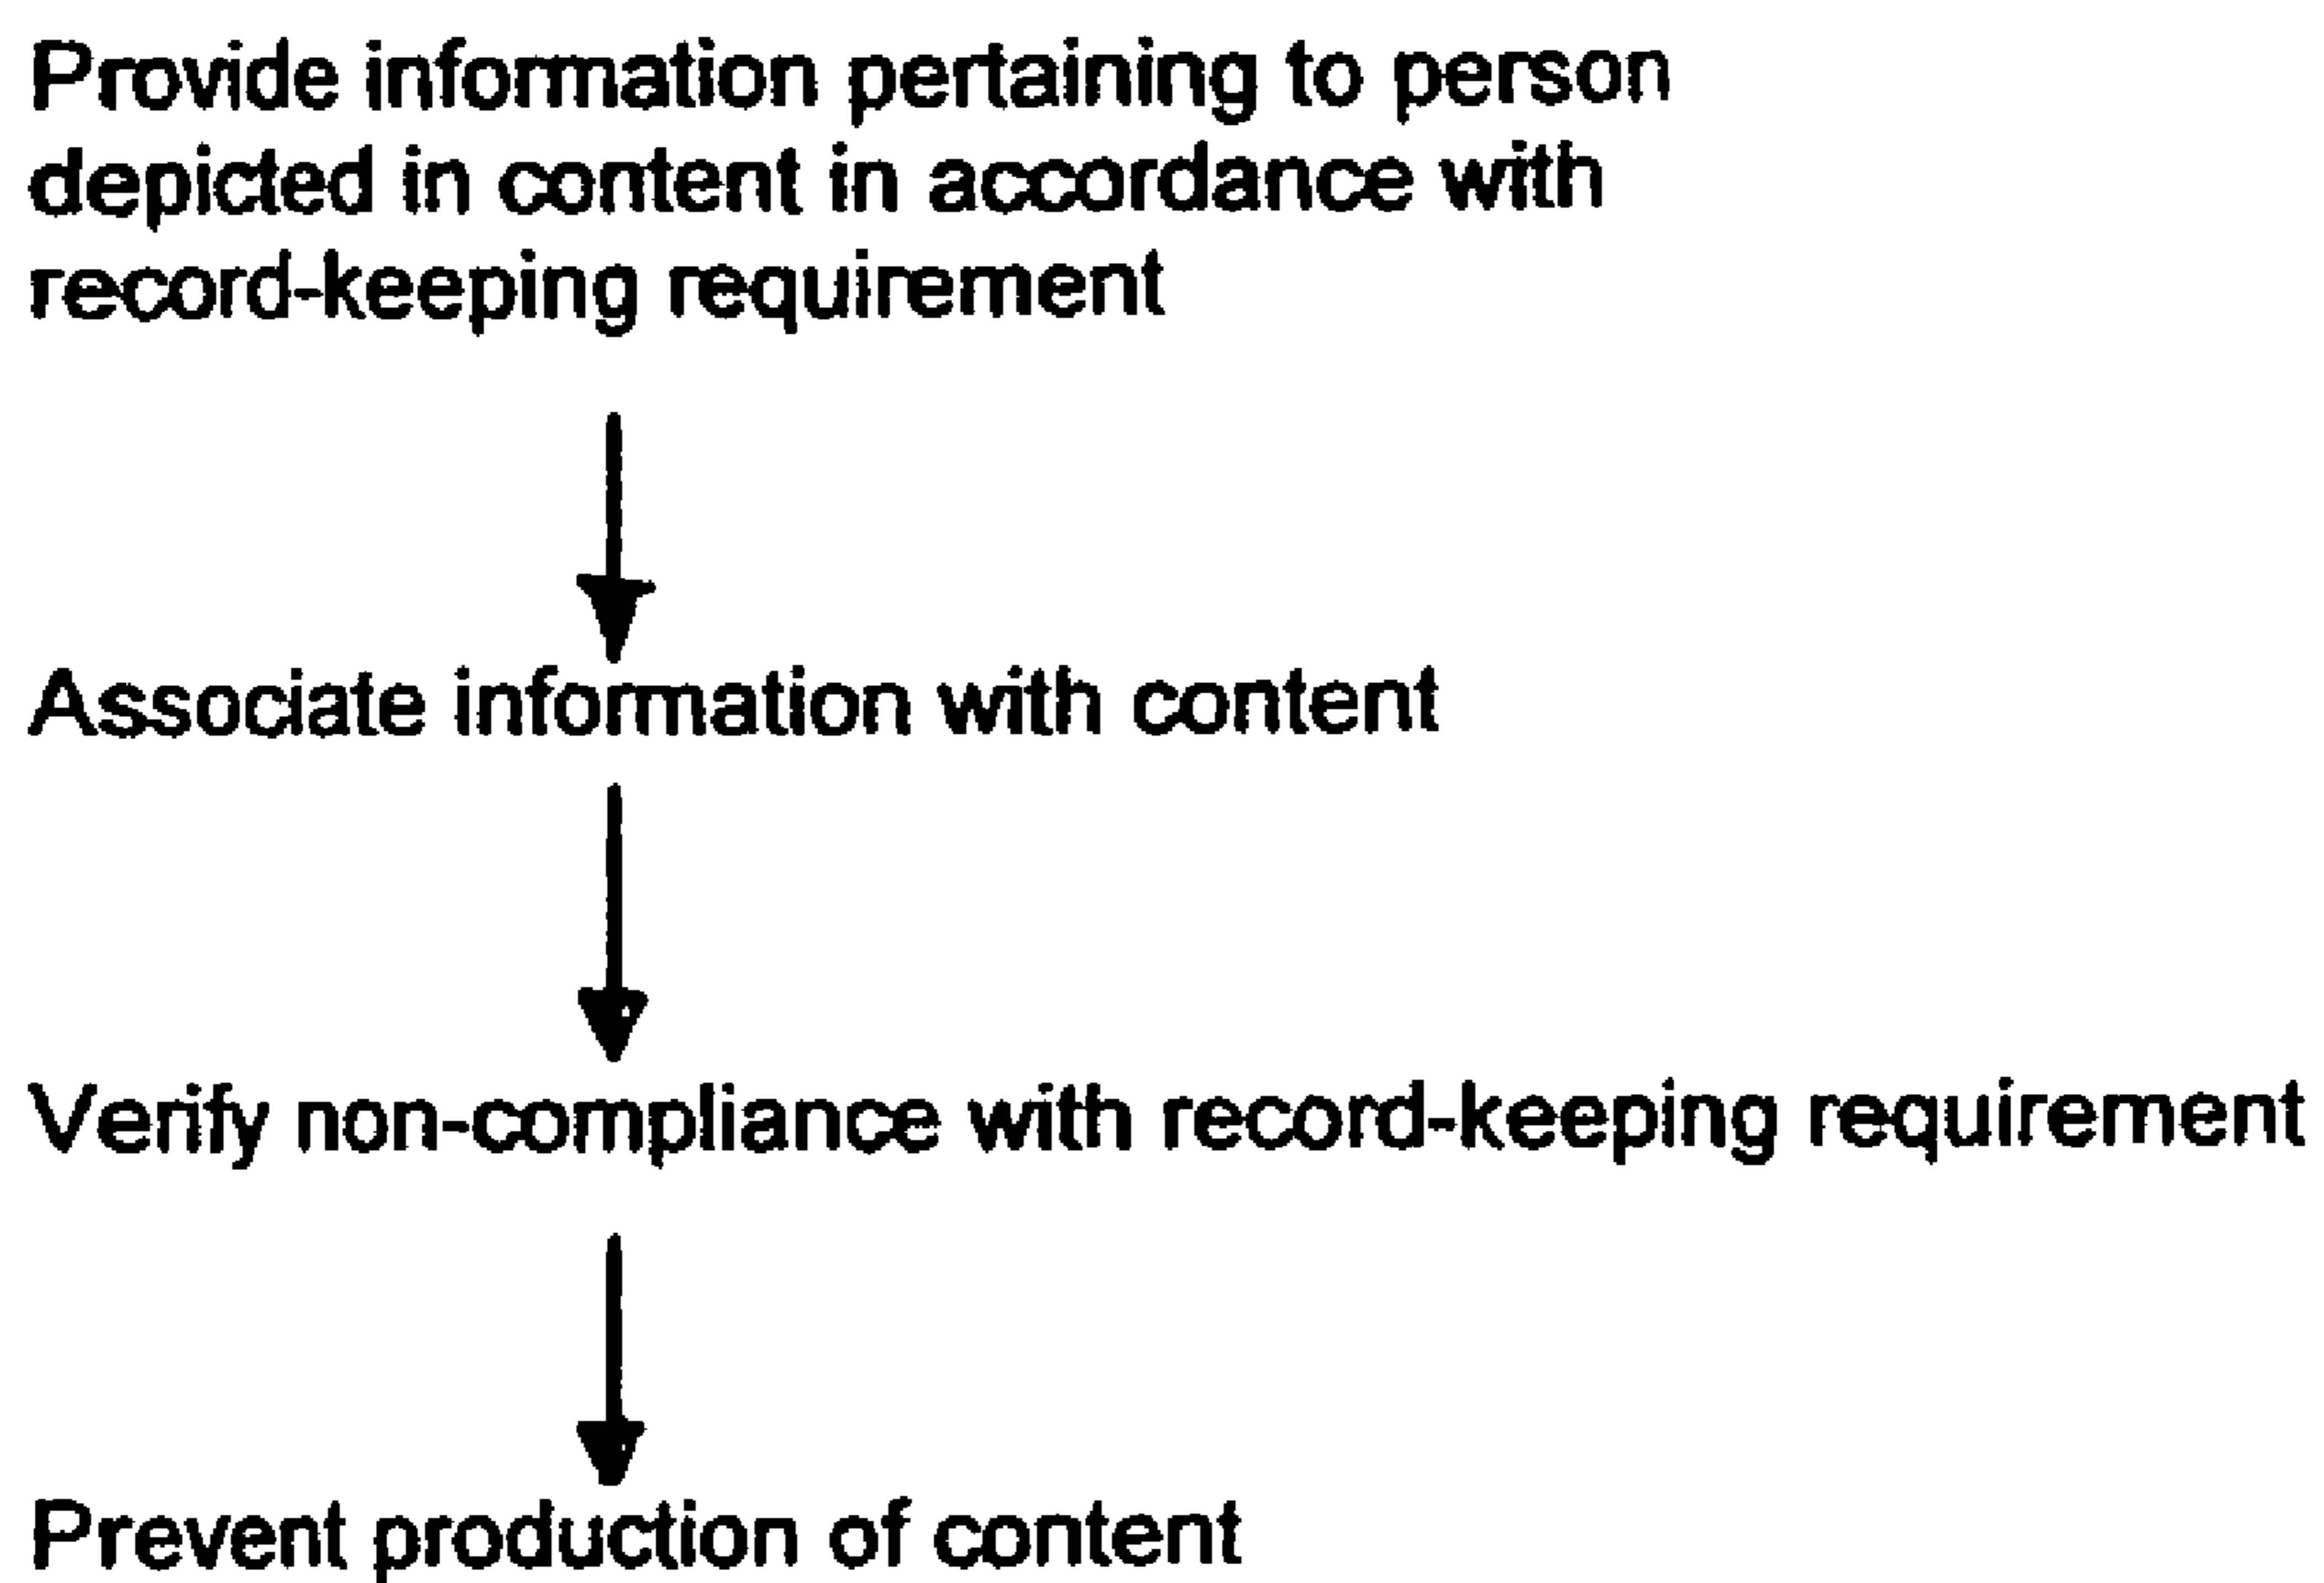 Provide information pertaining to person
depicted in content in accordance with
record-keeping requirement
Associate information with content
Verify non-compliance with record-keeping requirement
Prevent production of content